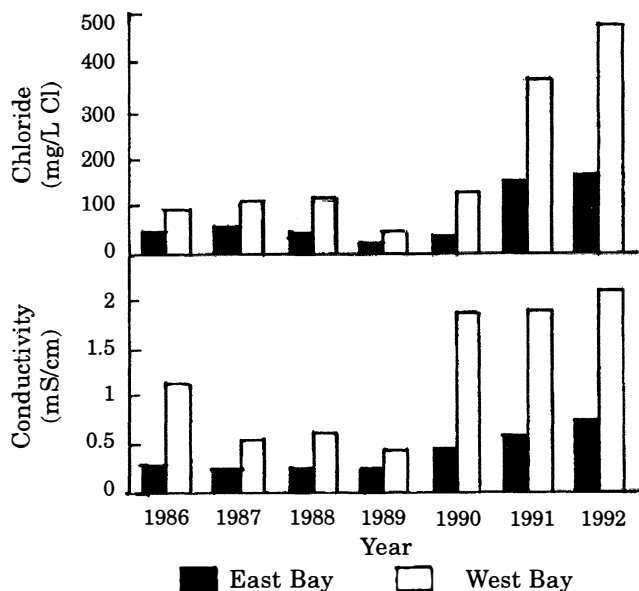 Chloride
(mg/L Cl)
500
400
300
200
100
0
Conductivity
(mS/cm)
2
1.5
1
0.5
0
1986 1987 1988 1989 1990 1991 1992
Year
East Bay West Bay